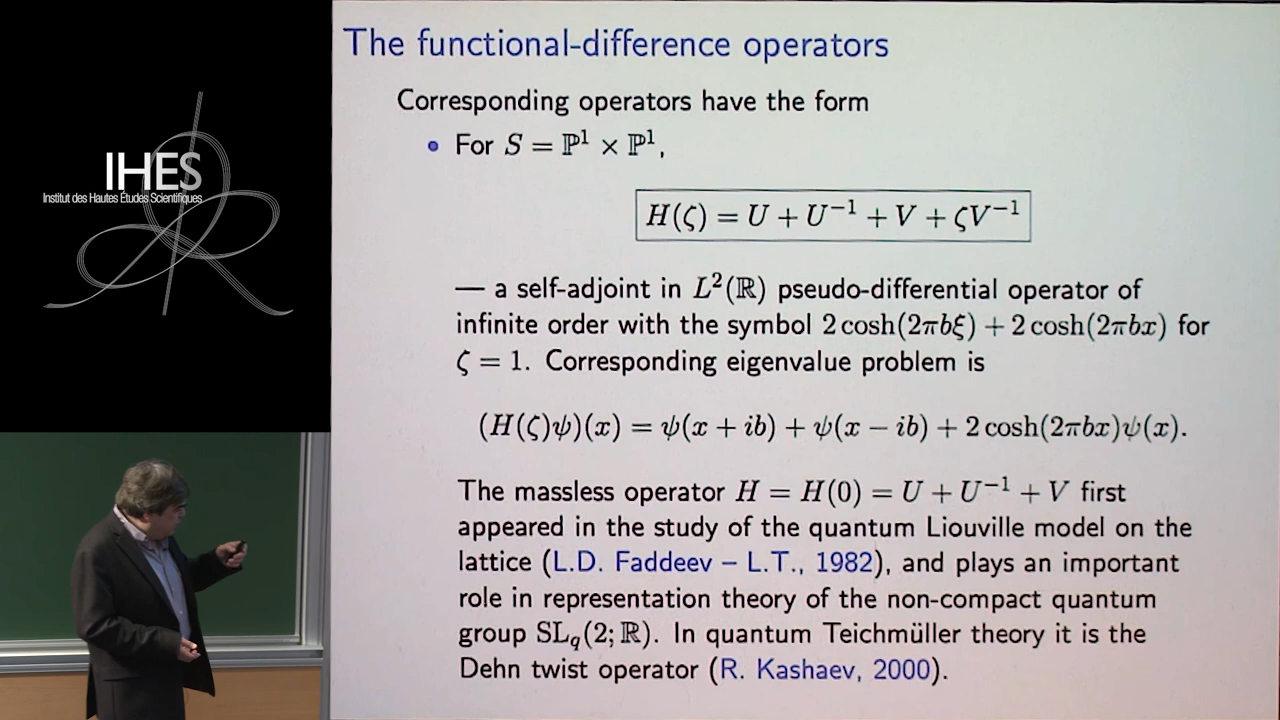 IHES
Institut des Hautes Études Scientifiques
The functional-difference operators
Corresponding operators have the form
• For S = ℙ¹ × ℙ¹,
H(ζ) = U + U⁻¹ + V + ζV⁻¹
— a self-adjoint in L²(ℝ) pseudo-differential operator of
infinite order with the symbol 2 cosh(2πbξ) + 2 cosh(2πbx) for
ζ = 1. Corresponding eigenvalue problem is
(H(ζ)ψ)(x) = ψ(x + ib) + ψ(x − ib) + 2 cosh(2πbx)ψ(x).
The massless operator H = H(0) = U + U⁻¹ + V first
appeared in the study of the quantum Liouville model on the
lattice (L.D. Faddeev – L.T., 1982), and plays an important
role in representation theory of the non-compact quantum
group SL_q(2; ℝ). In quantum Teichmüller theory it is the
Dehn twist operator (R. Kashaev, 2000).